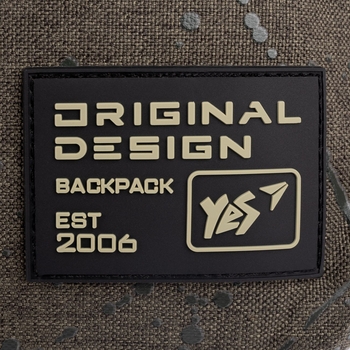 ORIGINAL
DESIGN
BACKPACK
EST
2006
YES